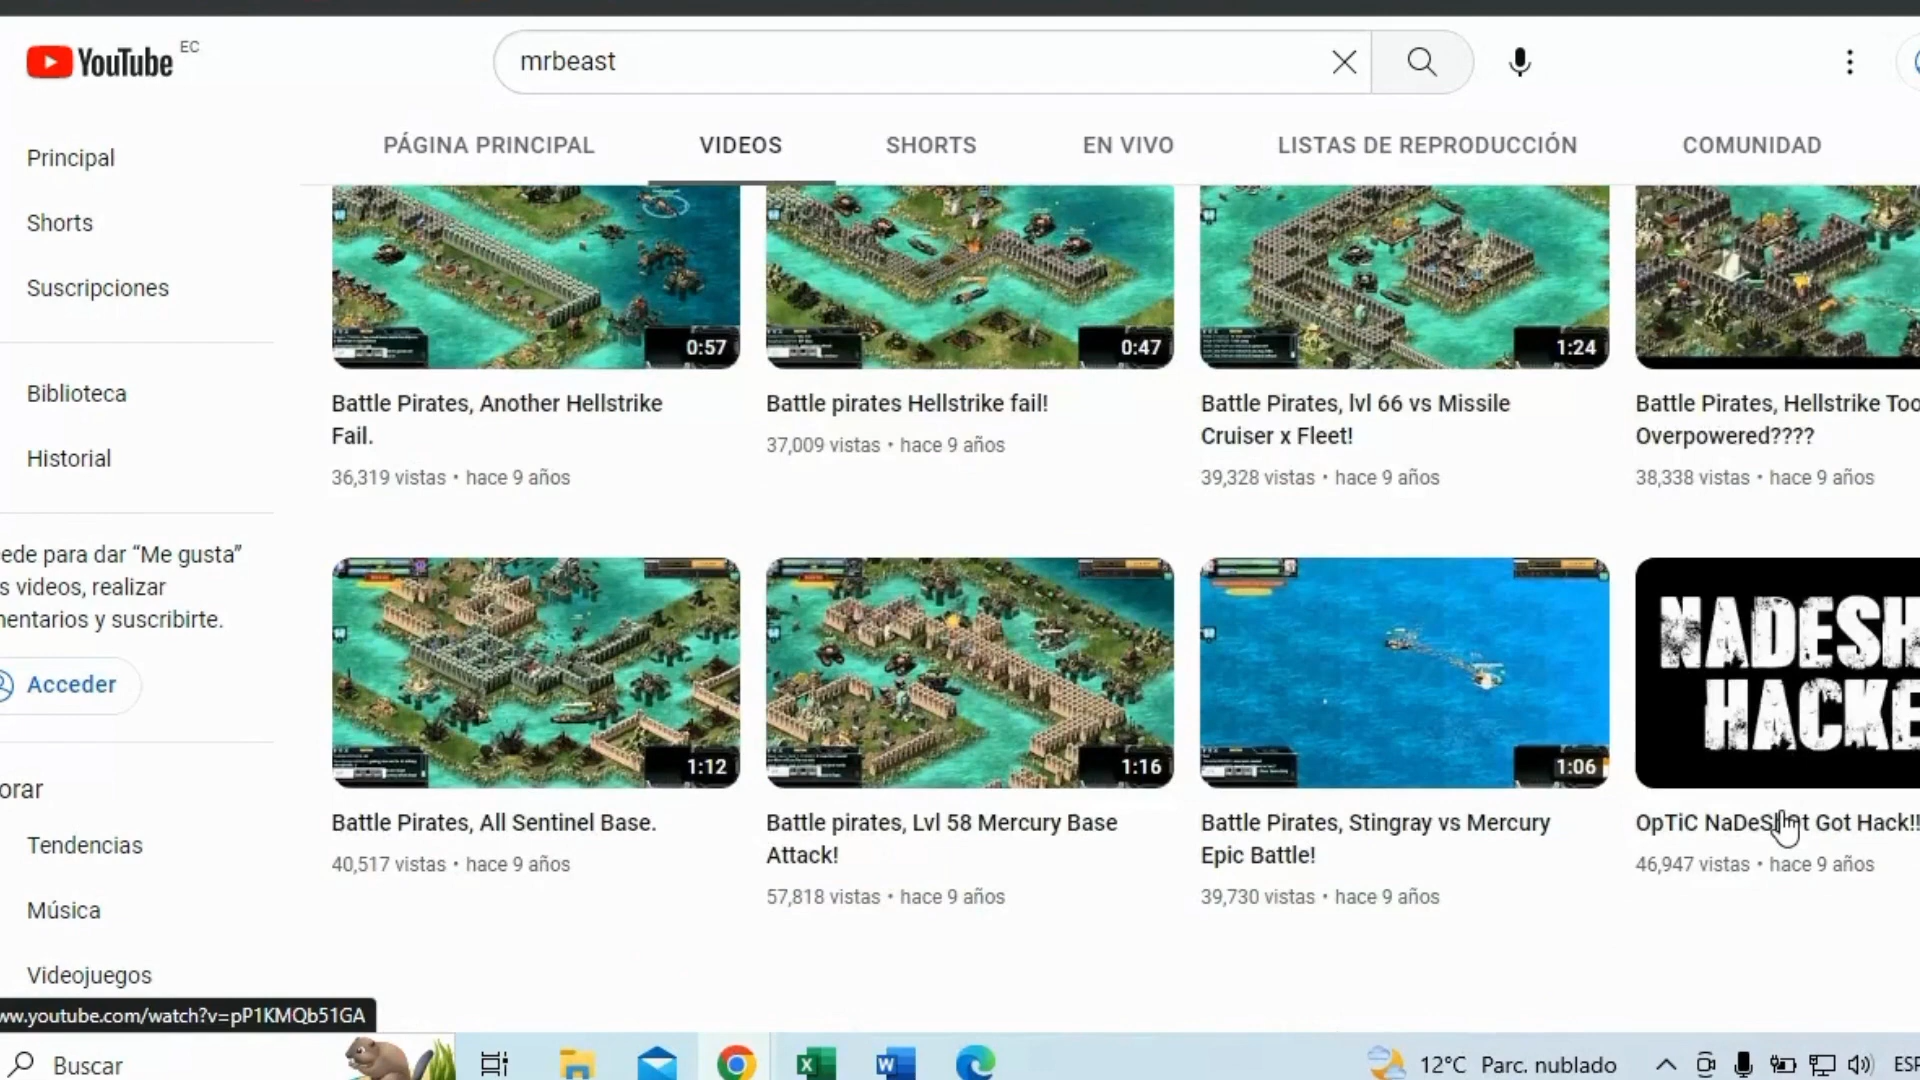 YouTube EC
mrbeast
PÁGINA PRINCIPAL VIDEOS SHORTS EN VIVO LISTAS DE REPRODUCCIÓN COMUNIDAD
Principal
Shorts
Suscripciones
Biblioteca
Historial
ede para dar “Me gusta”
s videos, realizar
nentarios y suscribirte.
Acceder
orar
Tendencias
Música
Videojuegos
0:57
Battle Pirates, Another Hellstrike
Fail.
36,319 vistas • hace 9 años
0:47
Battle pirates Hellstrike fail!
37,009 vistas • hace 9 años
1:24
Battle Pirates, lvl 66 vs Missile
Cruiser x Fleet!
39,328 vistas • hace 9 años
Battle Pirates, Hellstrike Too
Overpowered????
38,338 vistas • hace 9 años
1:12
Battle Pirates, All Sentinel Base.
40,517 vistas • hace 9 años
1:16
Battle pirates, Lvl 58 Mercury Base
Attack!
57,818 vistas • hace 9 años
1:06
Battle Pirates, Stingray vs Mercury
Epic Battle!
39,730 vistas • hace 9 años
NADESH
HACKE
OpTiC Got Hack!!
46,947 vistas • hace 9 años
ww.youtube.com/watch?v=pP1KMQb51GA
Buscar
12°C Parc. nublado
ESP